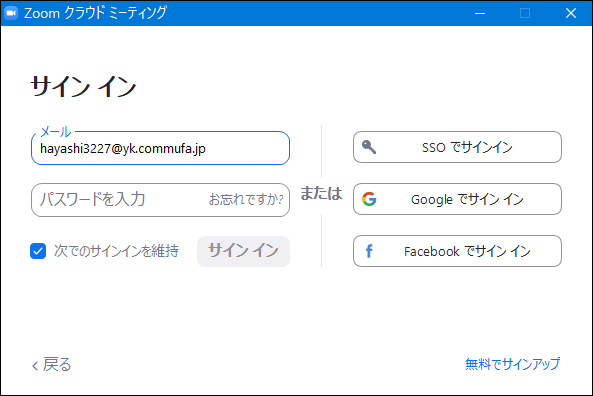 Zoom クラウド ミーティング
サイン イン
メール
hayashi3227@yk.commufa.jp
パスワードを入力
お忘れですか?
次でのサインインを維持
サイン イン
または
SSO でサインイン
Google でサイン イン
Facebook でサイン イン
戻る
無料でサインアップ